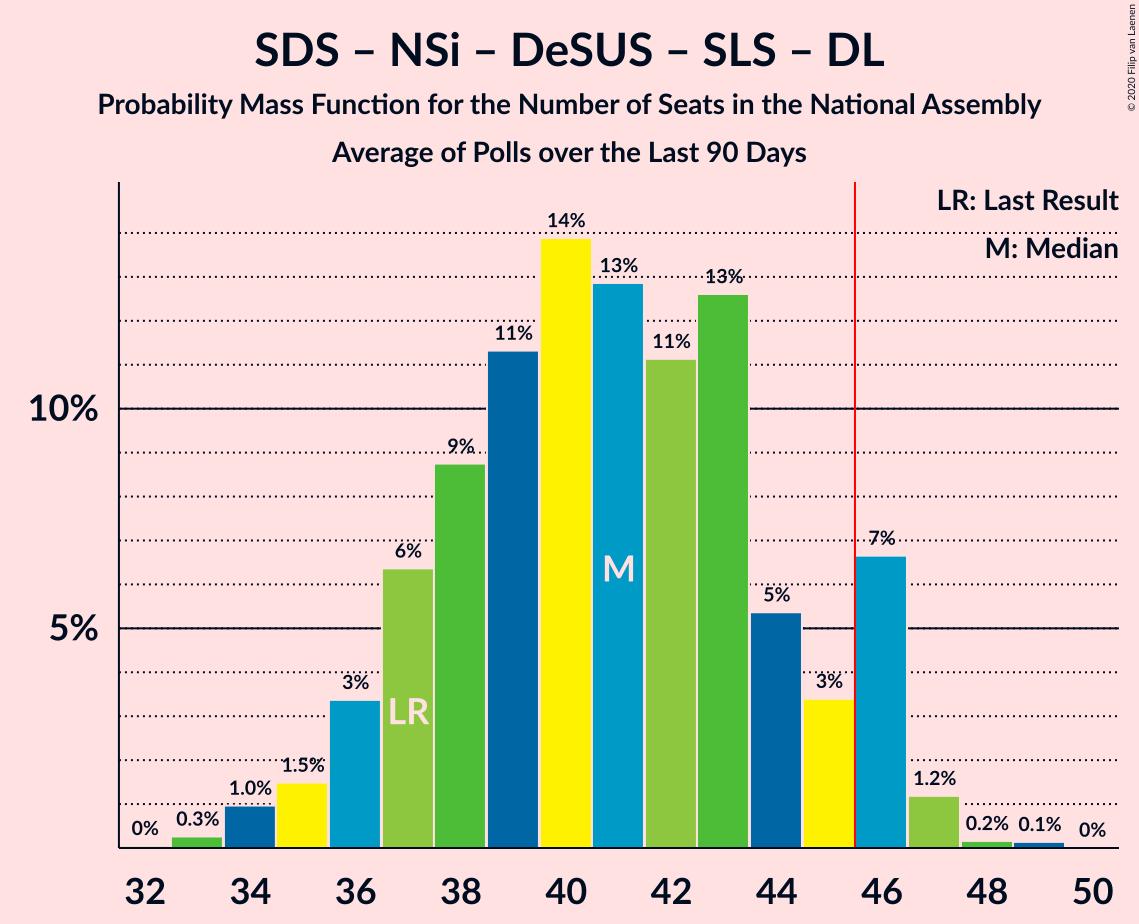 SDS – NSi – DeSUS – SLS – DL
Probability Mass Function for the Number of Seats in the National Assembly
Average of Polls over the Last 90 Days
© 2020 Filip van Laenen
LR: Last Result
M: Median
10%
5%
0%
0.3%
1.0%
1.5%
3%
6%
9%
11%
14%
13%
11%
13%
5%
3%
7%
1.2%
0.2%
0.1%
0%
LR
M
32 34 36 38 40 42 44 46 48 50